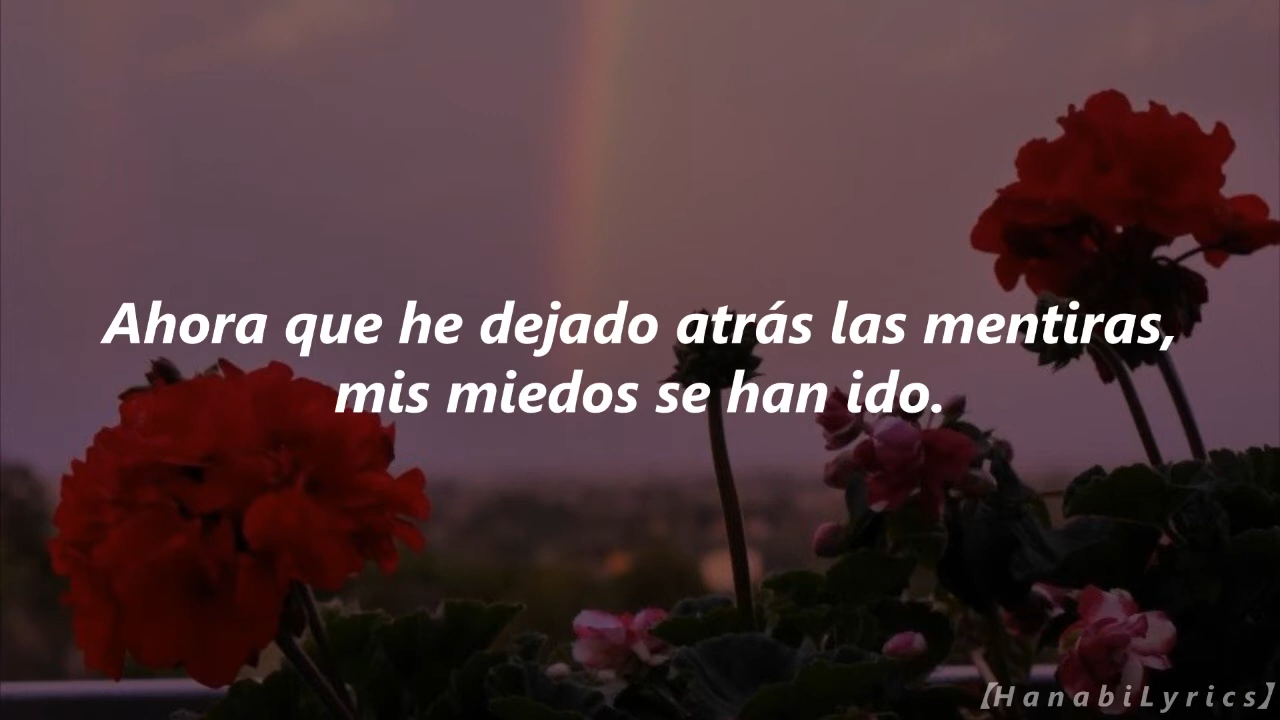 Ahora que he dejado atrás las mentiras,
mis miedos se han ido.
【HanabiLyrics】